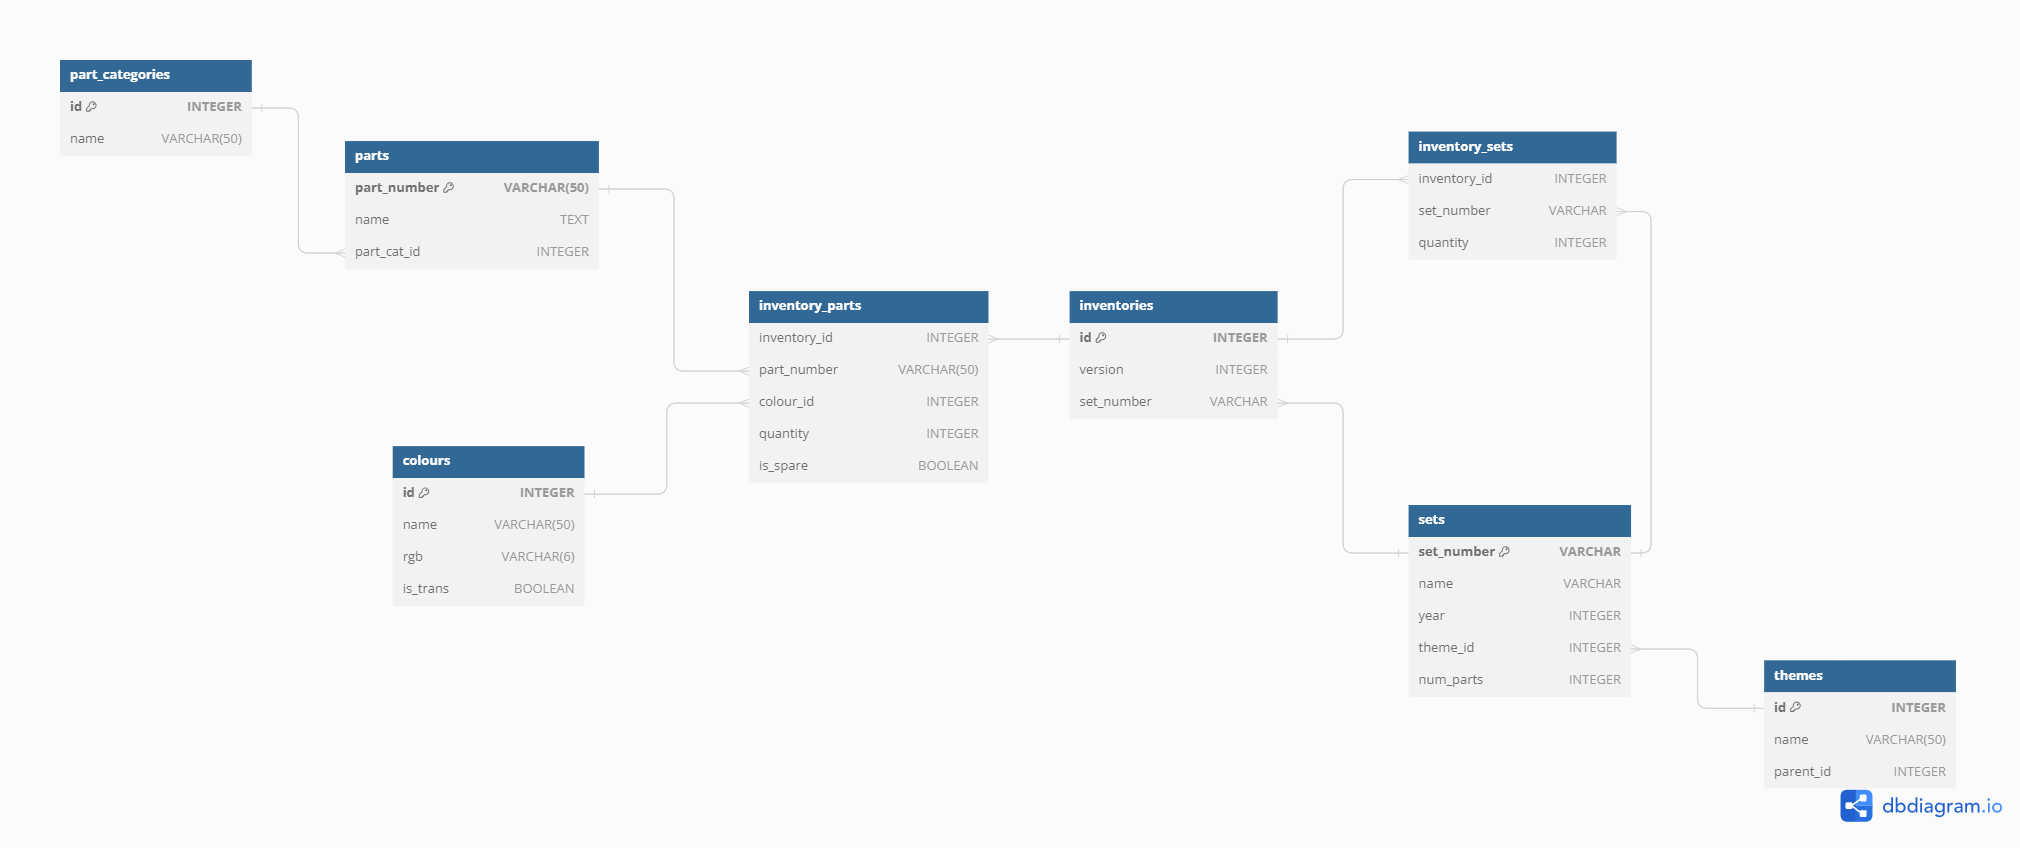 part_categories
id INTEGER
name VARCHAR(50)
parts
part_number VARCHAR(50)
name TEXT
part_cat_id INTEGER
inventory_parts
inventory_id INTEGER
part_number VARCHAR(50)
colour_id INTEGER
quantity INTEGER
is_spare BOOLEAN
colours
id INTEGER
name VARCHAR(50)
rgb VARCHAR(6)
is_trans BOOLEAN
inventories
id INTEGER
version INTEGER
set_number VARCHAR
inventory_sets
inventory_id INTEGER
set_number VARCHAR
quantity INTEGER
sets
set_number VARCHAR
name VARCHAR
year INTEGER
theme_id INTEGER
num_parts INTEGER
themes
id INTEGER
name VARCHAR(50)
parent_id INTEGER
dbdiagram.io